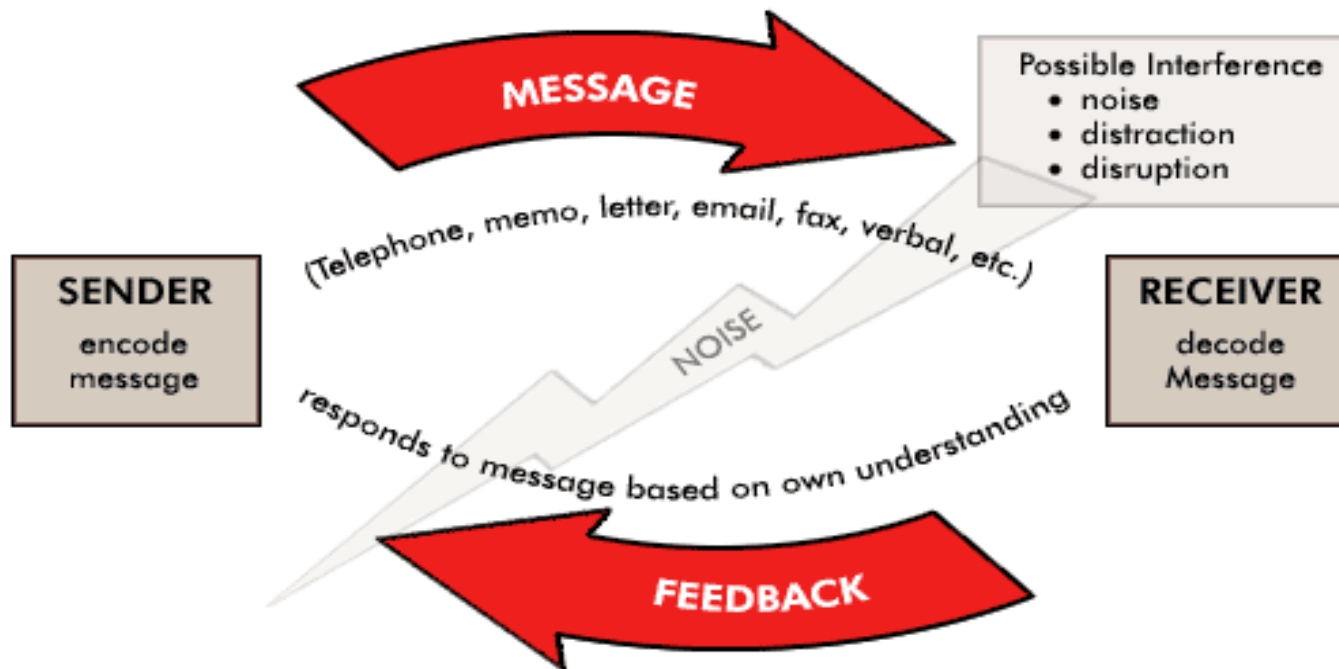 MESSAGE
Possible Interference
• noise
• distraction
• disruption
(Telephone, memo, letter, email, fax, verbal, etc.)
SENDER
encode
message
NOISE
RECEIVER
decode
Message
responds to message based on own understanding
FEEDBACK